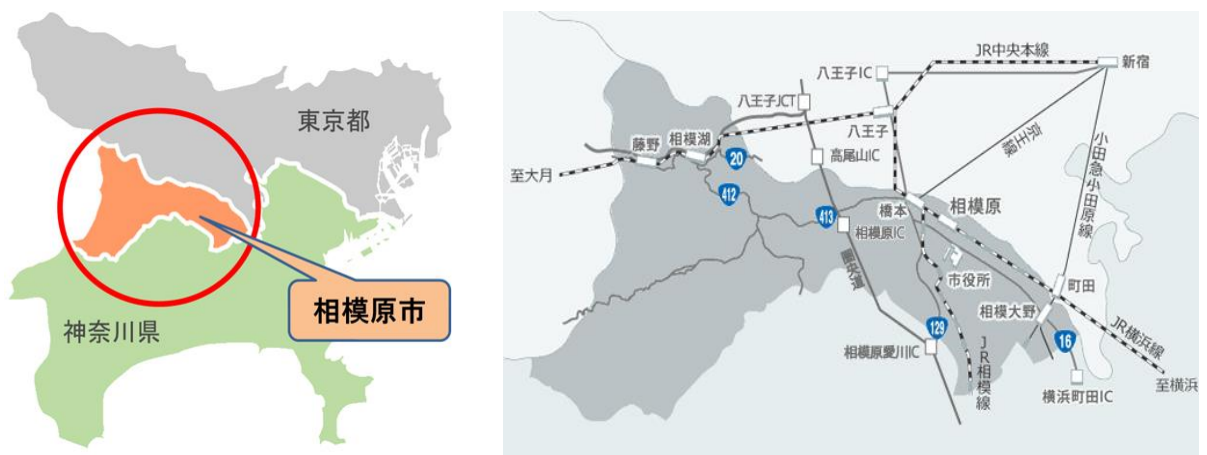 東京都
相模原市
神奈川県
JR中央本線
新宿
八王子IC
八王子JCT
八王子
京王線
小田急小田原線
藤野
相模湖
高尾山IC
至大月
20
412
413
橋本
相模原
相模原IC
圏央道
市役所
町田
相模大野
129
16
相模原愛川IC
JR相模線
JR横浜線
至横浜
横浜町田IC